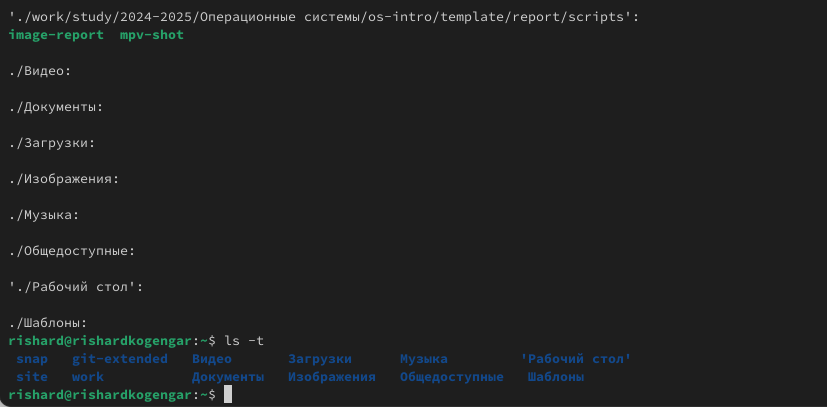 './work/study/2024-2025/Операционные системы/os-intro/template/report/scripts':
image-report  mpv-shot
./Видео:
./Документы:
./Загрузки:
./Изображения:
./Музыка:
./Общедоступные:
'./Рабочий стол':
./Шаблоны:
rishard@rishardkogengar:~$ ls -t
snap   git-extended   Видео       Загрузки      Музыка         'Рабочий стол'
site   work           Документы   Изображения   Общедоступные   Шаблоны
rishard@rishardkogengar:~$